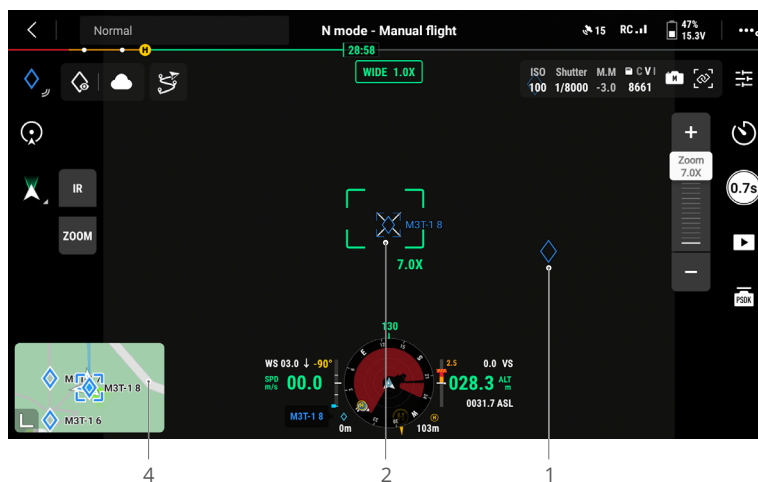 Normal
N mode - Manual flight
15 RC 47% 15.3V
H
28:58
WIDE 1.0X
ISO Shutter M.M C V I
100 1/8000 -3.0 8661
M
Zoom
7.0X
0.7s
IR
ZOOM
PSDK
M3T-1 8
7.0X
130
WS 03.0 ↓ -90°
2.5 0.0 VS
SPD m/s 00.0
028.3 ALT m
0031.7 ASL
E S W
12 15
M3T-1 8
0m
H
103m
M3T-1 8
M3T-1 6
4 2 1